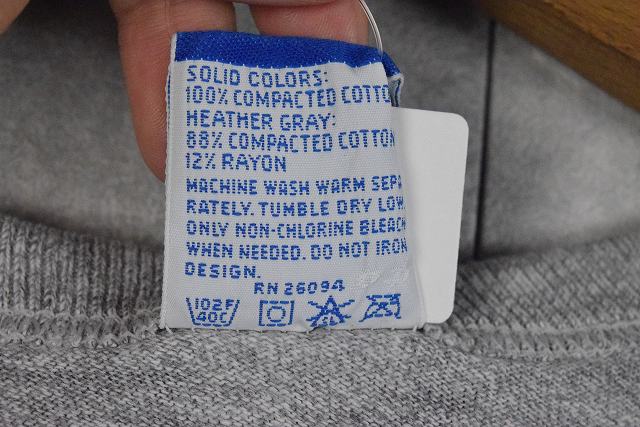 SOLID COLORS:
100% COMPACTED COTTO
HEATHER GRAY:
88% COMPACTED COTTON
12% RAYON
MACHINE WASH WARM SEPA
RATELY. TUMBLE DRY LOW
ONLY NON-CHLORINE BLEACH
WHEN NEEDED. DO NOT IRON
DESIGN.
RN 26094
102F
40C